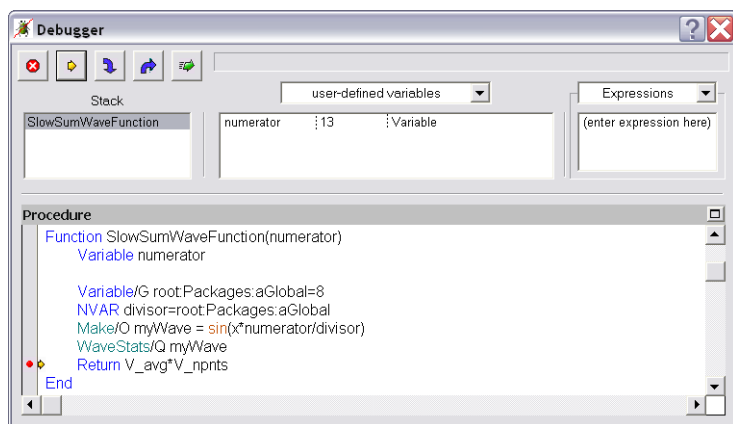 Debugger
Stack
user-defined variables
Expressions
SlowSumWaveFunction
numerator 13 Variable
(enter expression here)
Procedure
Function SlowSumWaveFunction(numerator)
Variable numerator
Variable/G root:Packages:aGlobal=8
NVAR divisor=root:Packages:aGlobal
Make/O myWave = sin(x*numerator/divisor)
WaveStats/Q myWave
Return V_avg*V_npnts
End